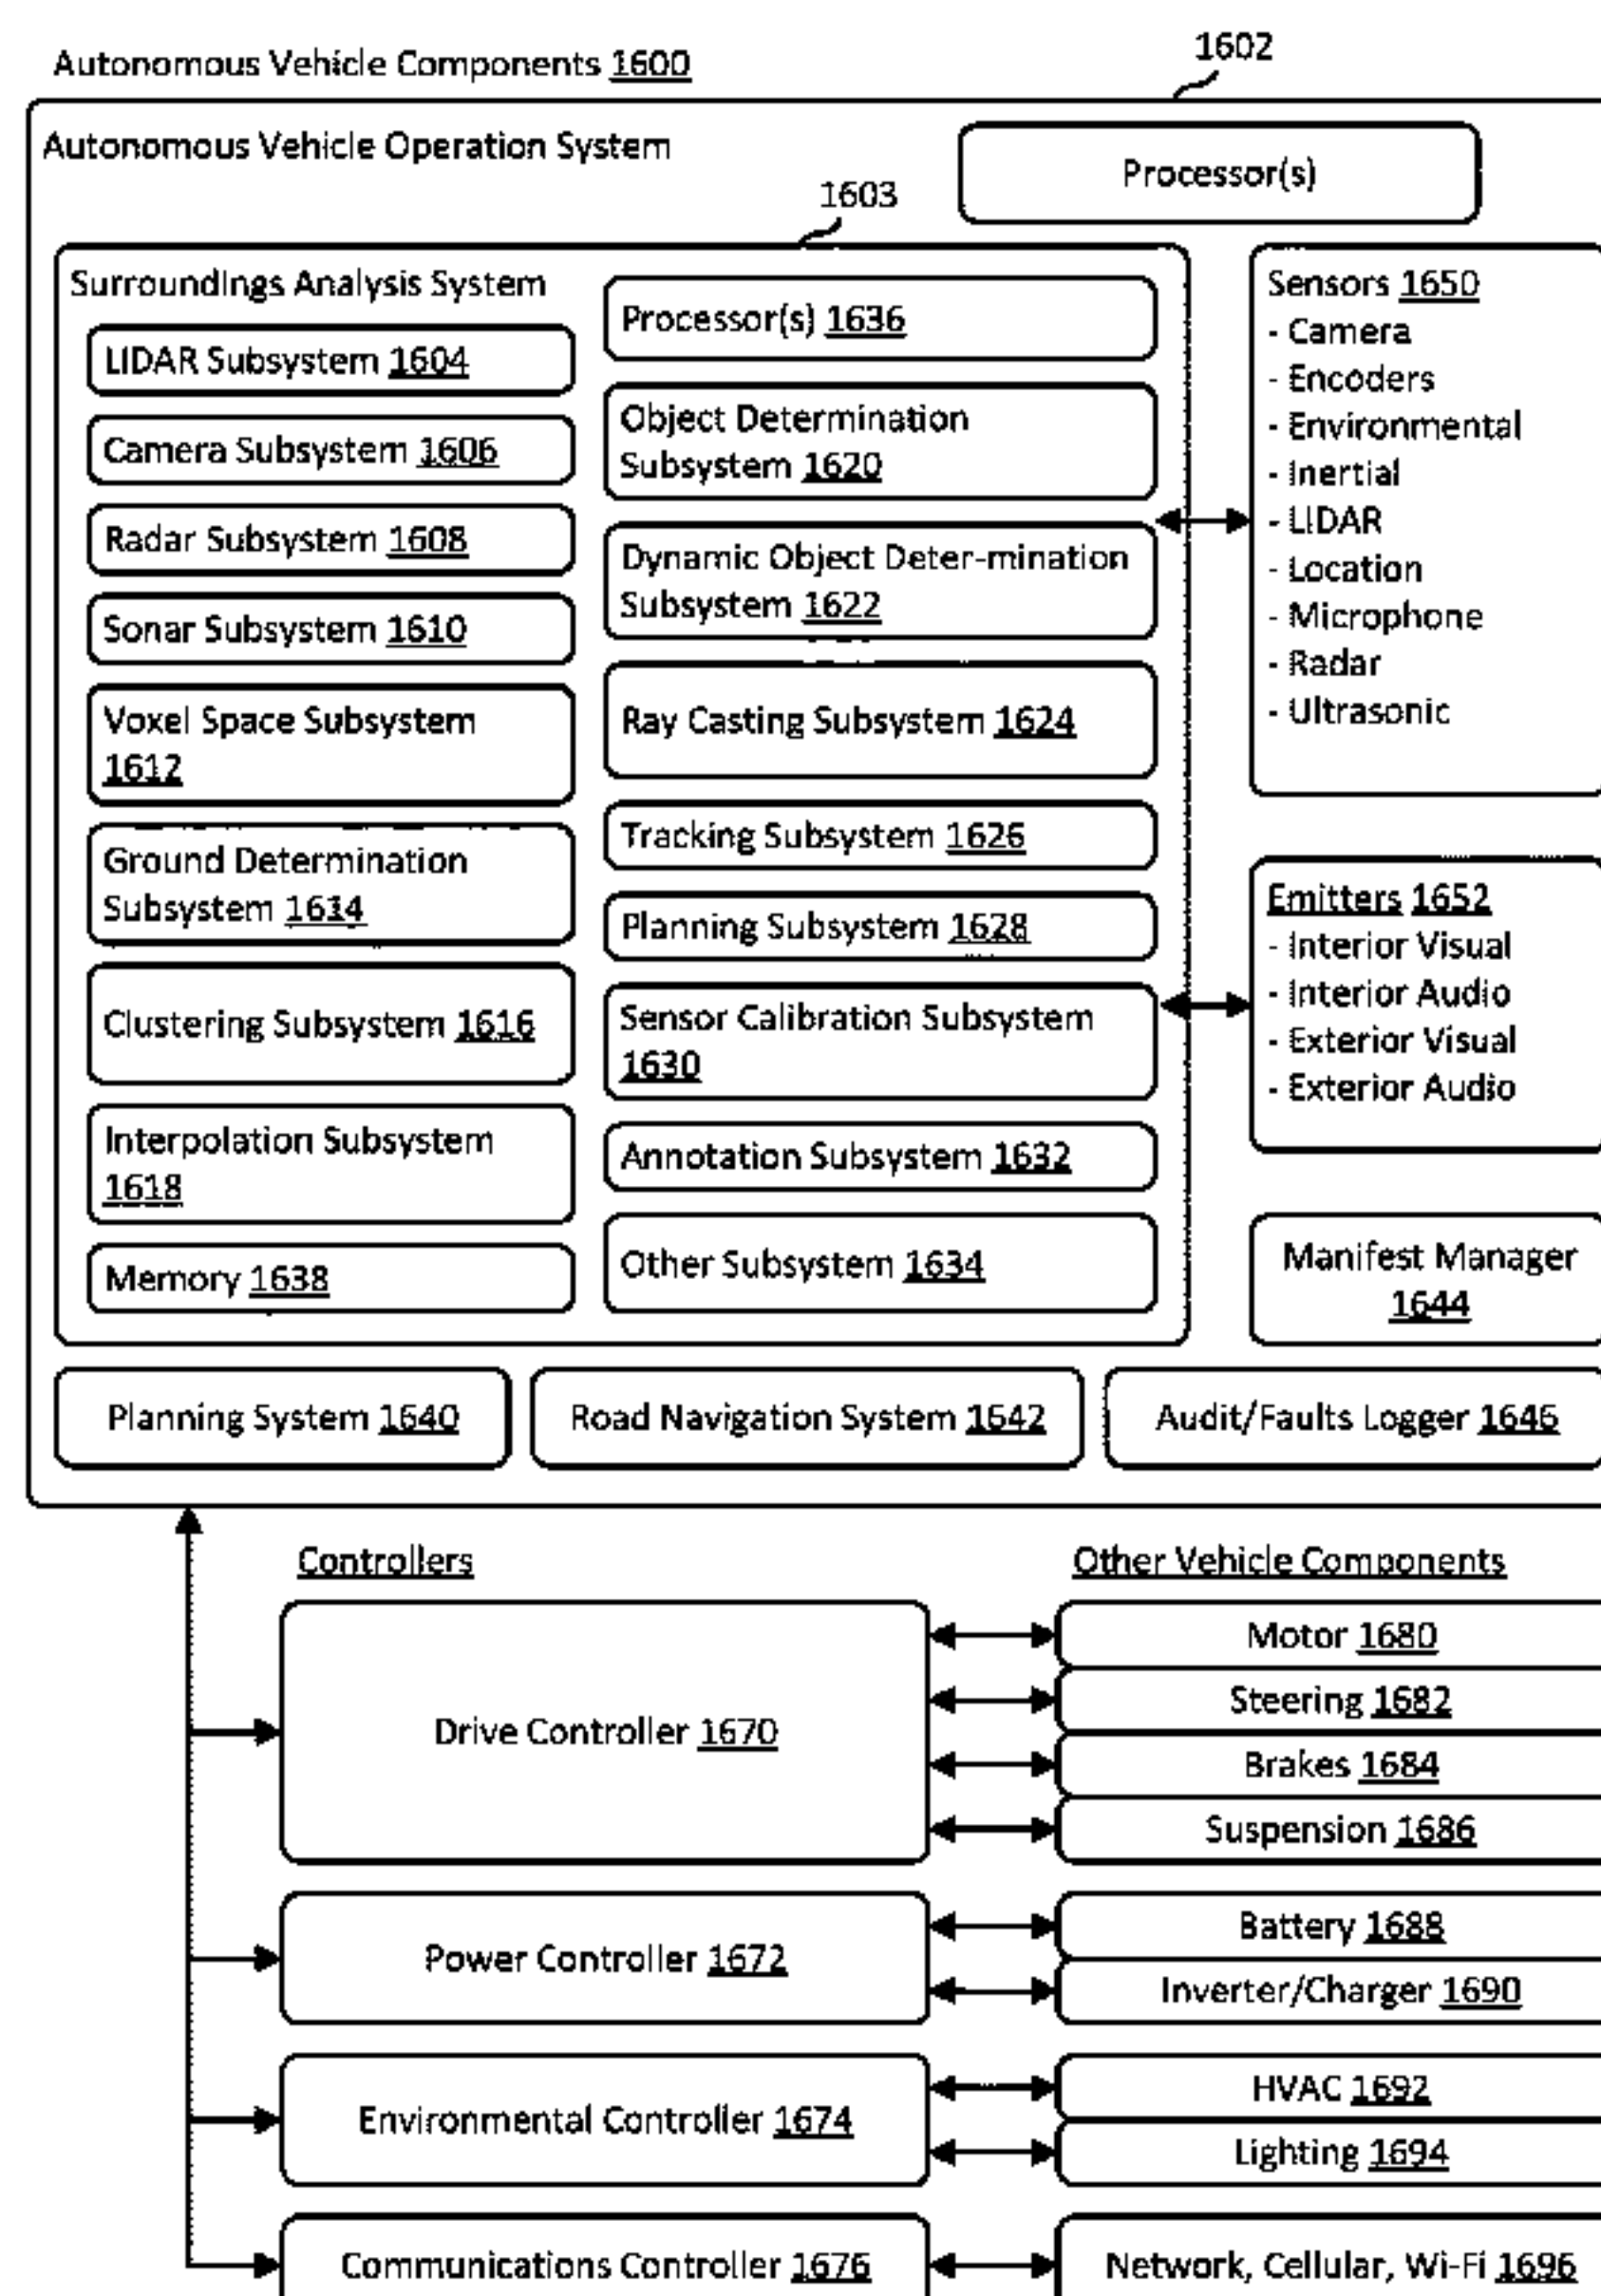 Autonomous Vehicle Components 1600
1602
Autonomous Vehicle Operation System
Processor(s)
1603
Surroundings Analysis System
LIDAR Subsystem 1604
Camera Subsystem 1606
Radar Subsystem 1608
Sonar Subsystem 1610
Voxel Space Subsystem
1612
Ground Determination
Subsystem 1614
Clustering Subsystem 1616
Interpolation Subsystem
1618
Memory 1638
Processor(s) 1636
Object Determination
Subsystem 1620
Dynamic Object Deter-mination
Subsystem 1622
Ray Casting Subsystem 1624
Tracking Subsystem 1626
Planning Subsystem 1628
Sensor Calibration Subsystem
1630
Annotation Subsystem 1632
Other Subsystem 1634
Sensors 1650
- Camera
- Encoders
- Environmental
- Inertial
- LIDAR
- Location
- Microphone
- Radar
- Ultrasonic
Emitters 1652
- Interior Visual
- Interior Audio
- Exterior Visual
- Exterior Audio
Manifest Manager
1644
Planning System 1640
Road Navigation System 1642
Audit/Faults Logger 1646
Controllers
Other Vehicle Components
Drive Controller 1670
Motor 1680
Steering 1682
Brakes 1684
Suspension 1686
Power Controller 1672
Battery 1688
Inverter/Charger 1690
Environmental Controller 1674
HVAC 1692
Lighting 1694
Communications Controller 1676
Network, Cellular, Wi-Fi 1696